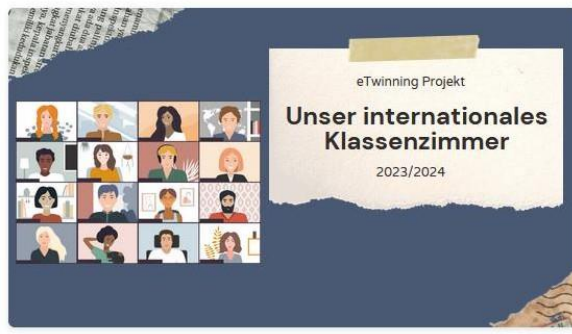 eTwinning Projekt
Unser internationales
Klassenzimmer
2023/2024